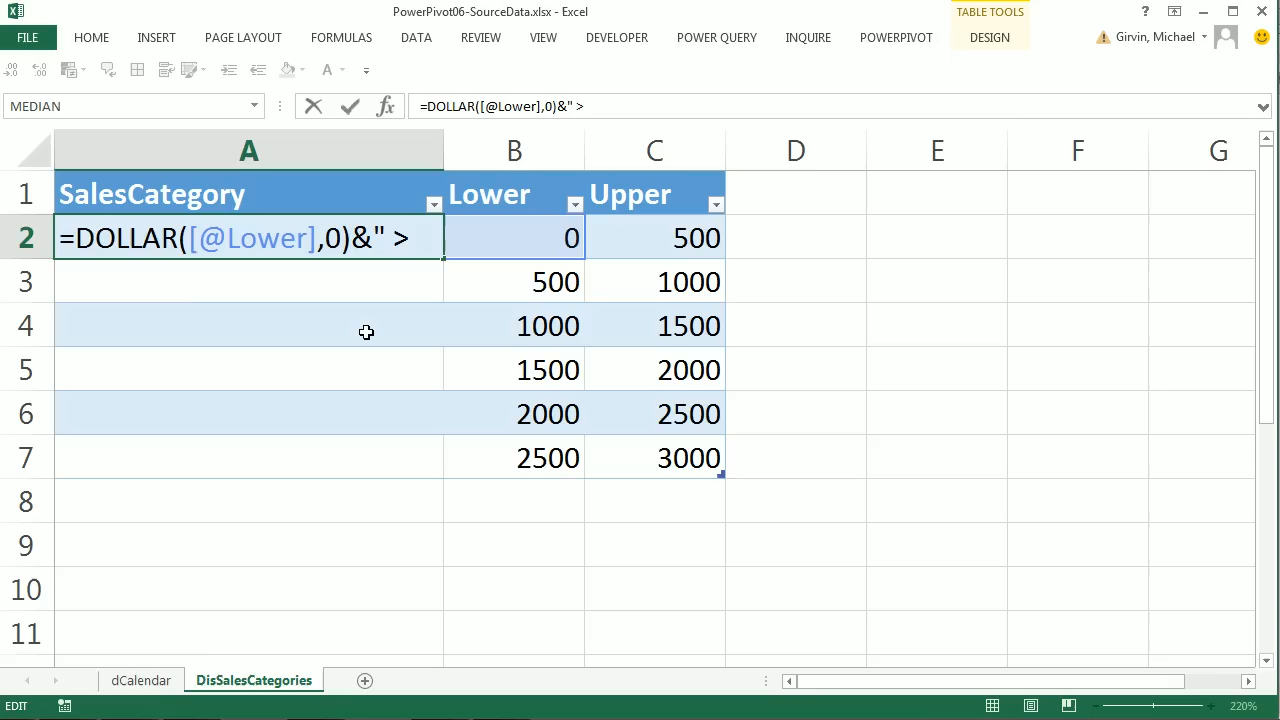 PowerPivot06-SourceData.xlsx - Excel
TABLE TOOLS
?
FILE HOME INSERT PAGE LAYOUT FORMULAS DATA REVIEW VIEW DEVELOPER POWER QUERY INQUIRE POWERPIVOT DESIGN Girvin, Michael
MEDIAN =DOLLAR([@Lower],0)&" >
A B C D E F G
1 SalesCategory Lower Upper
2 =DOLLAR([@Lower],0)&" > 0 500
3 500 1000
4 1000 1500
5 1500 2000
6 2000 2500
7 2500 3000
8
9
10
11
dCalendar DisSalesCategories
EDIT 220%